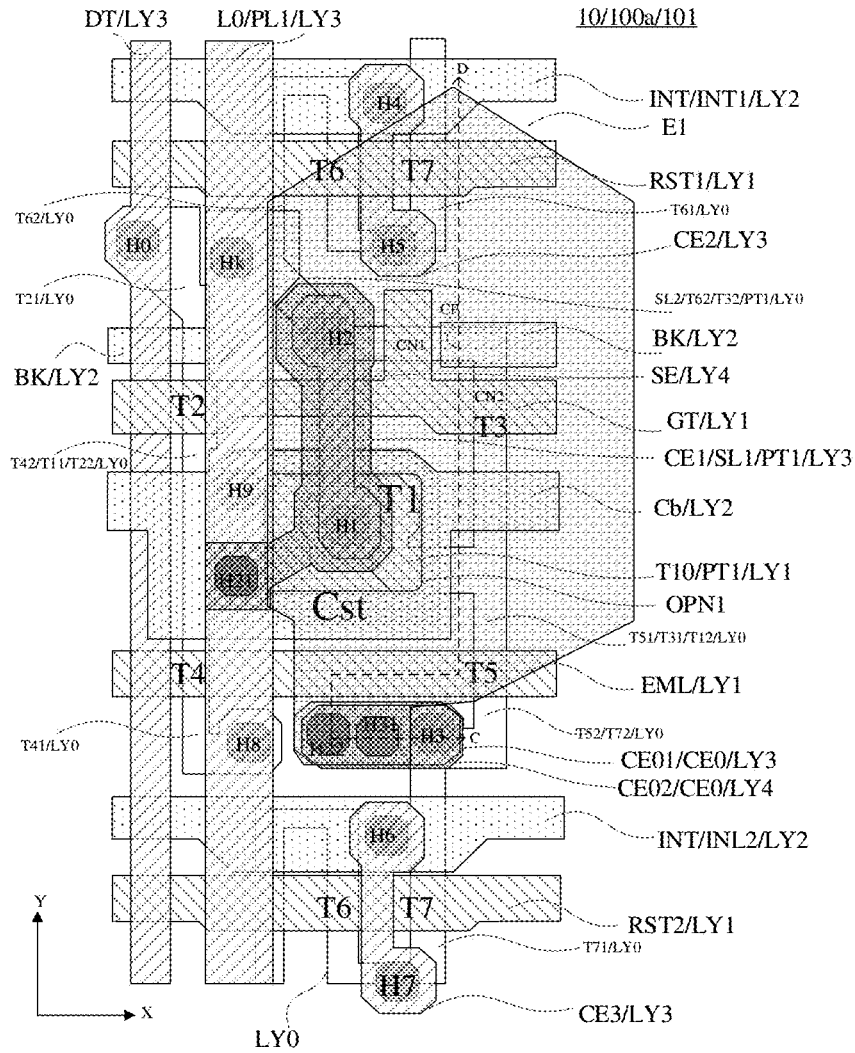 DT/LY3
L0/PL1/LY3
10/100a/101
D
H4
INT/INT1/LY2
E1
T6
T7
RST1/LY1
T62/LY0
T61/LY0
H0
Hk
H5
CE2/LY3
T21/LY0
SL2/T62/T32/PT1/LY0
CF
H2
CN1
BK/LY2
BK/LY2
SE/LY4
CN2
T2
T3
GT/LY1
T42/T11/T22/LY0
CE1/SL1/PT1/LY3
H9
T1
H1
Cb/LY2
T10/PT1/LY1
H21
Cst
OPN1
T51/T31/T12/LY0
T4
T5
EML/LY1
T41/LY0
H8
H22
H31
H3
C
T52/T72/LY0
CE01/CE0/LY3
CE02/CE0/LY4
H6
INT/INL2/LY2
Y
T6
T7
RST2/LY1
T71/LY0
H7
X
CE3/LY3
LY0